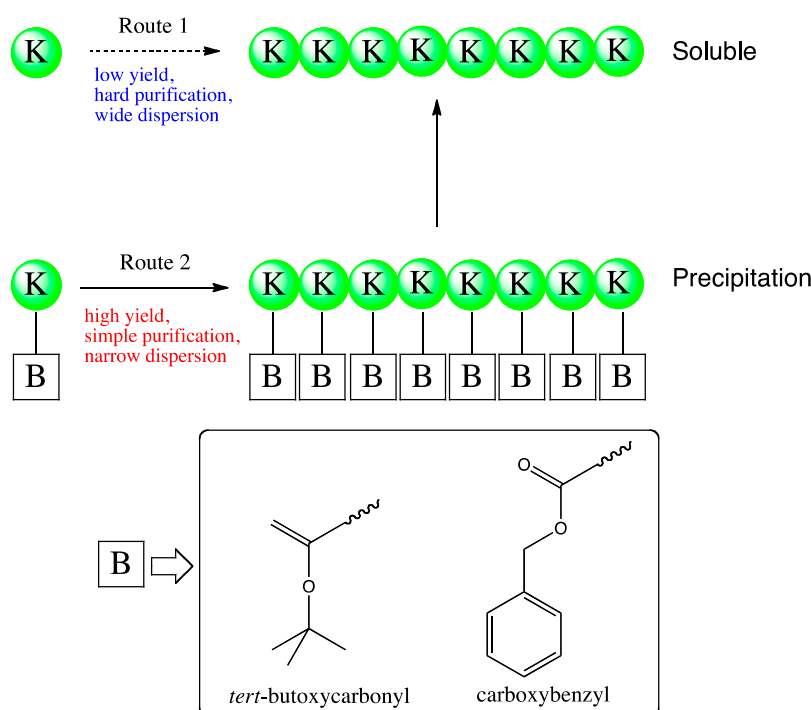 K Route 1 K K K K K K K K Soluble
low yield,
hard purification,
wide dispersion
K Route 2 K K K K K K K K Precipitation
high yield,
simple purification,
narrow dispersion
B B B B B B B B B
O
O
B
O
tert-butoxycarbonyl carboxybenzyl